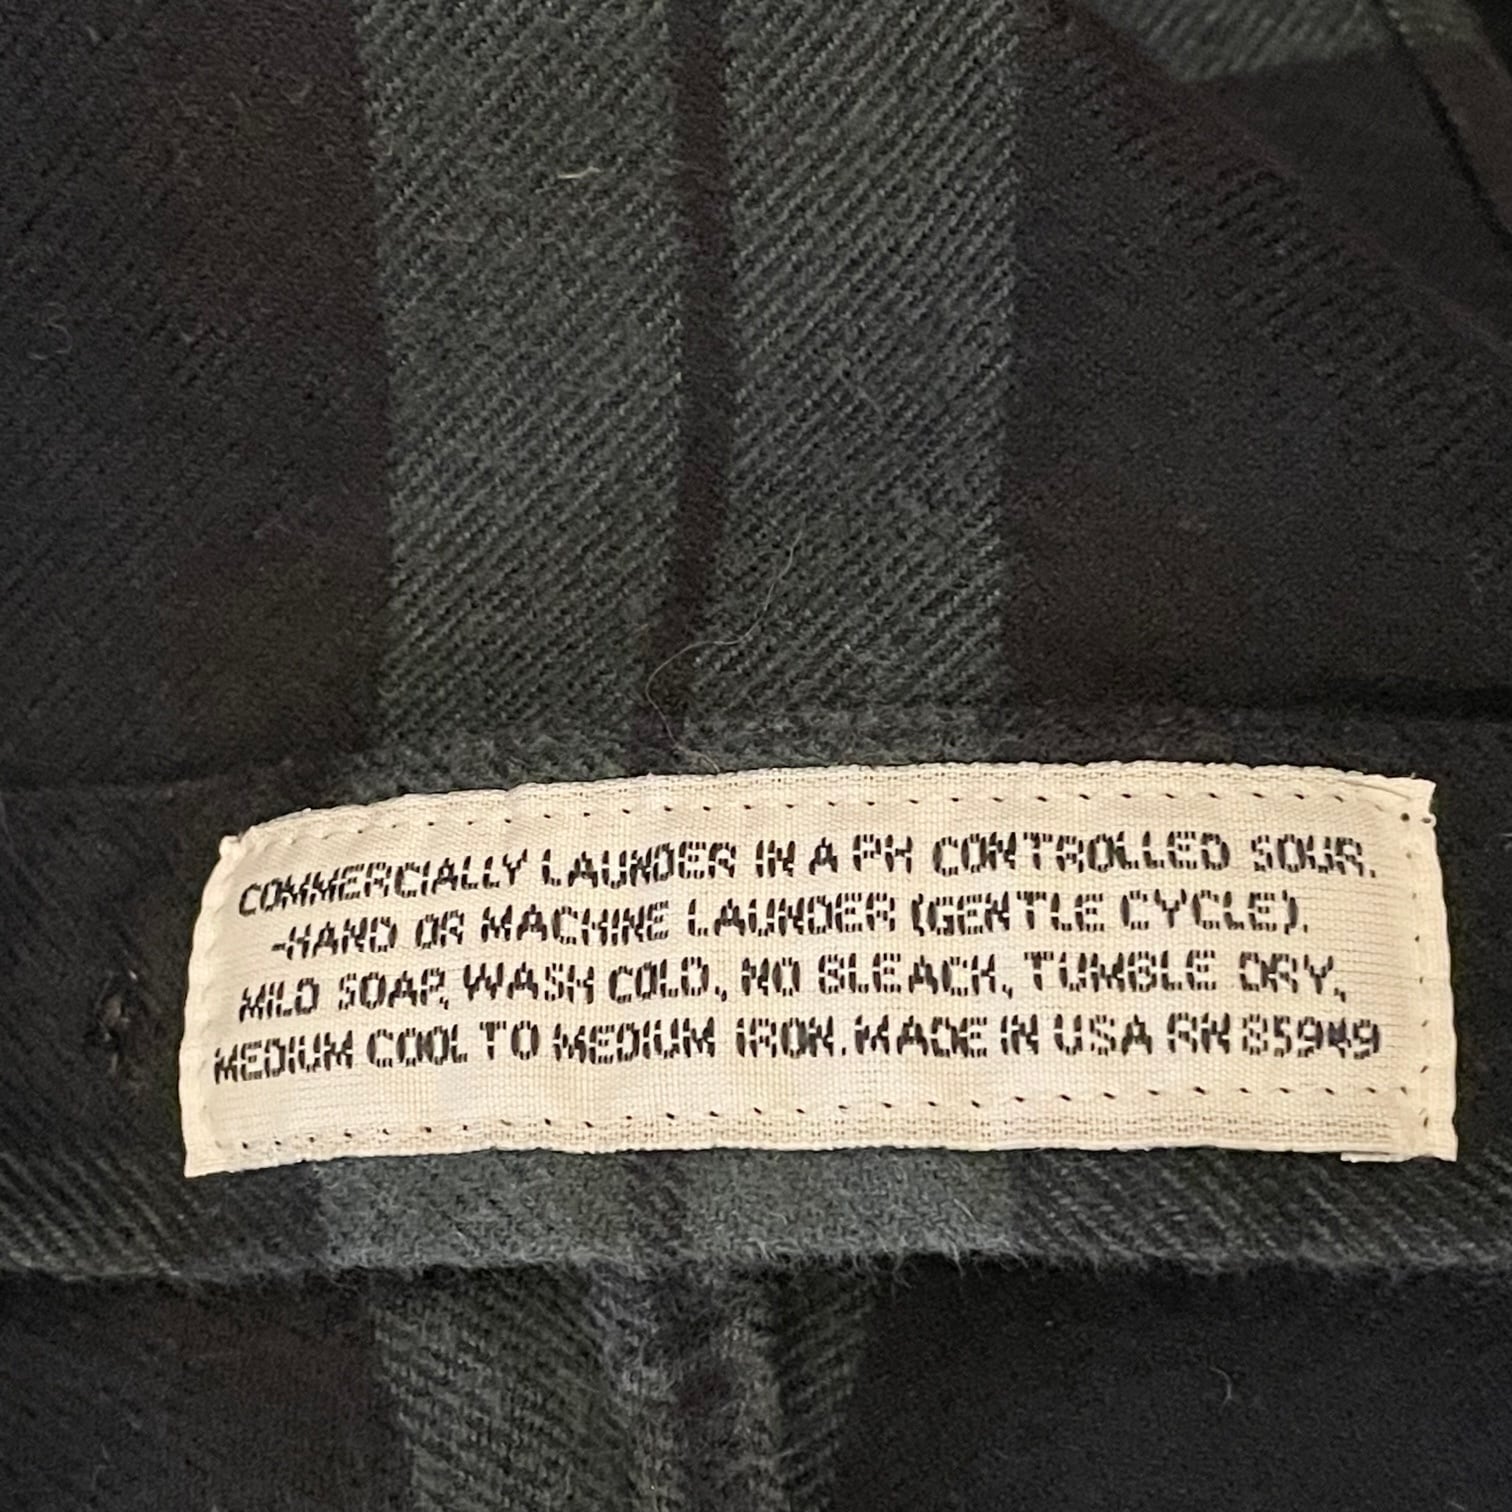 COMMERCIALLY LAUNDER IN A PH CONTROLLED SOUR.
-HAND OR MACHINE LAUNDER (GENTLE CYCLE).
MILD SOAP, WASH COLD., NO BLEACH, TUMBLE DRY,
MEDIUM COOL TO MEDIUM IRON. MADE IN USA RN 85949